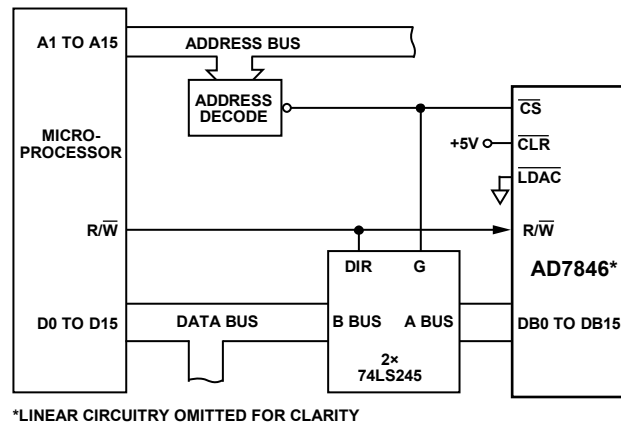 A1 TO A15
ADDRESS BUS
ADDRESS
DECODE
MICRO-
PROCESSOR
CS
+5V
CLR
LDAC
R/W
R/W
DIR
G
AD7846*
D0 TO D15
DATA BUS
B BUS
A BUS
DB0 TO DB15
2×
74LS245
*LINEAR CIRCUITRY OMITTED FOR CLARITY